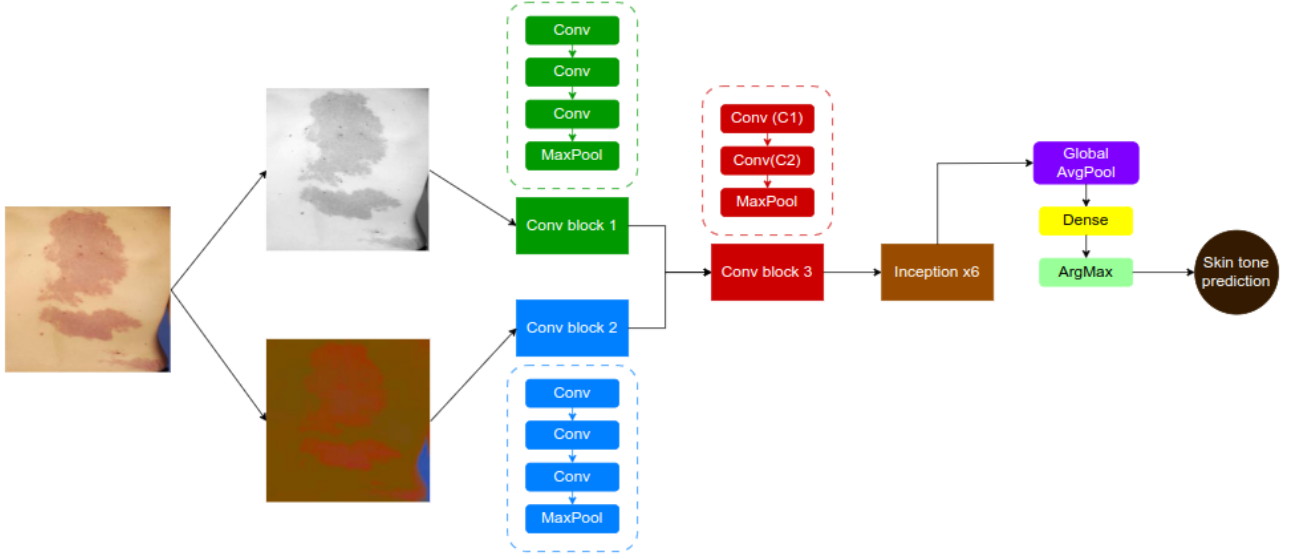 Conv
Conv
Conv
MaxPool
Conv block 1
Conv block 2
Conv
Conv
Conv
MaxPool
Conv (C1)
Conv(C2)
MaxPool
Conv block 3
Inception x6
Global
AvgPool
Dense
ArgMax
Skin tone
prediction